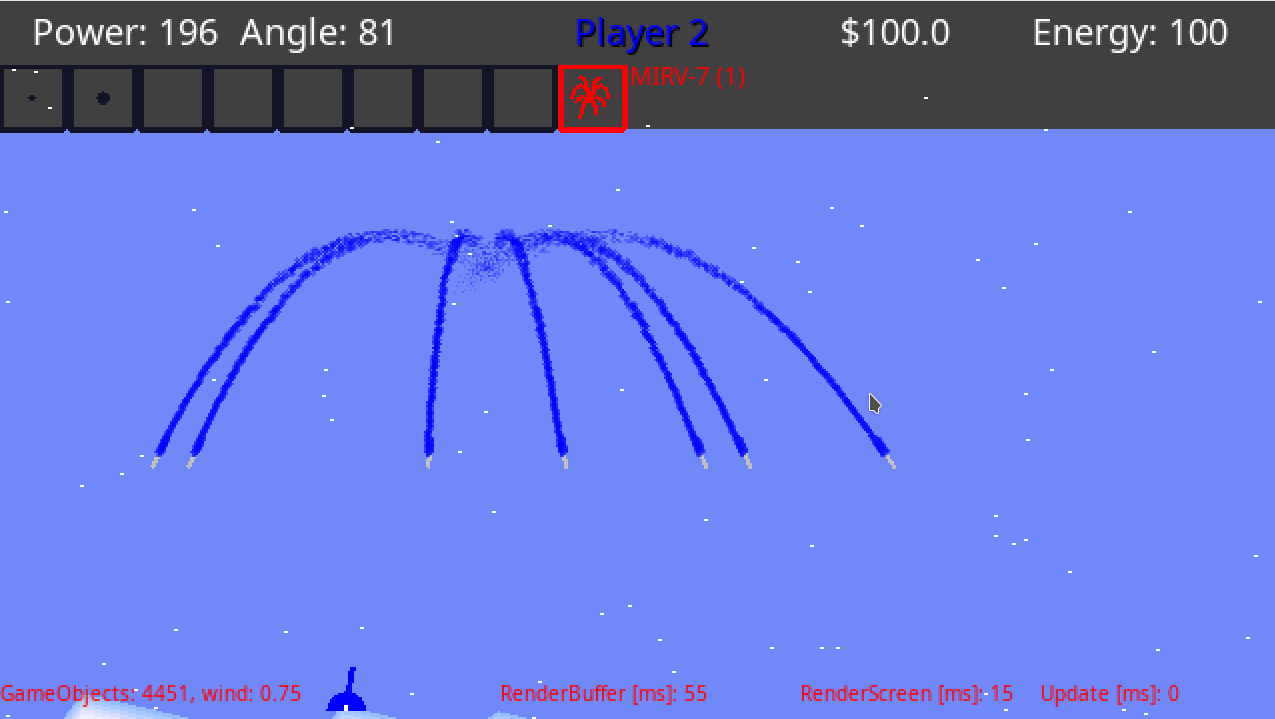 Power: 196 Angle: 81 Player 2 $100.0 Energy: 100
MIRV-7 (1)
GameObjects: 4451, wind: 0.75 RenderBuffer [ms]: 55 RenderScreen [ms]: 15 Update [ms]: 0